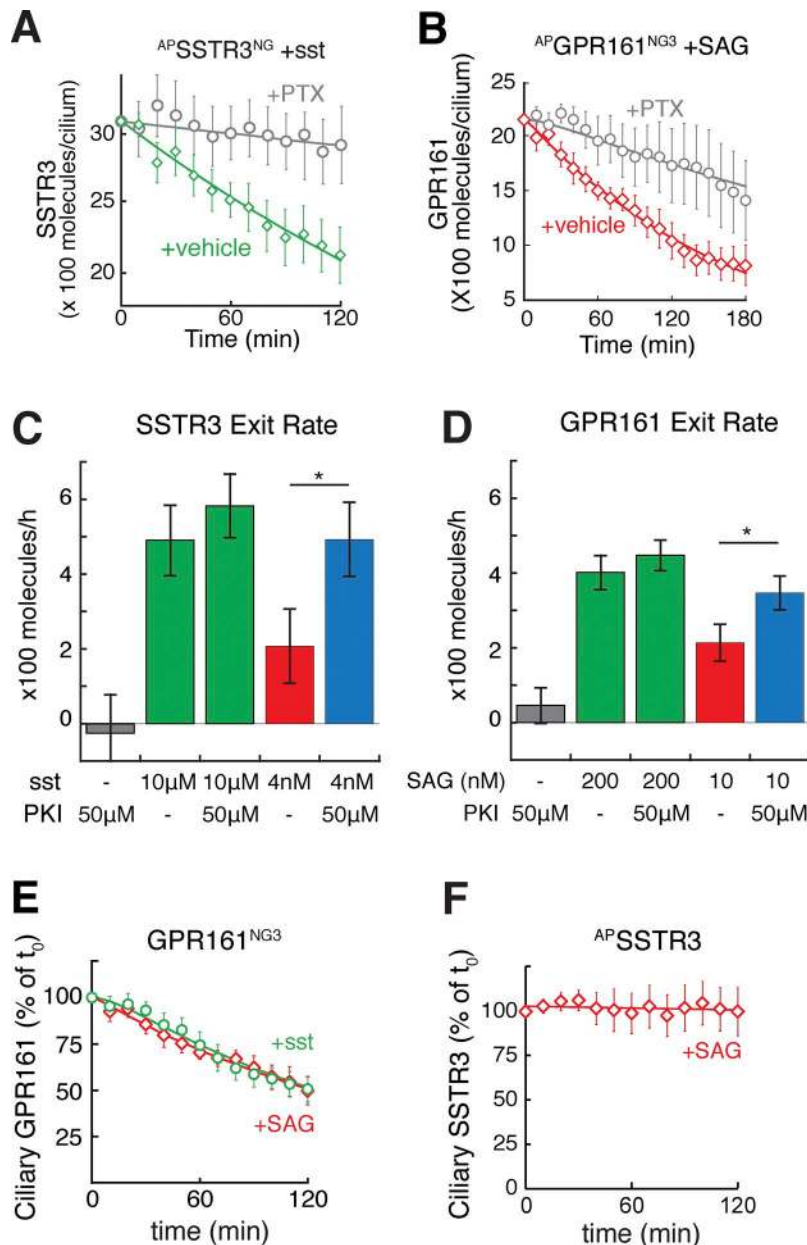 A
ᴬᴾSSTR3ᴺᴳ +sst
SSTR3
(x 100 molecules/cilium)
30
25
20
+PTX
+vehicle
0
60
120
Time (min)
B
ᴬᴾGPR161ᴺᴳ³ +SAG
GPR161
(X100 molecules/cilium)
25
20
15
10
5
+PTX
+vehicle
0
60
120
180
Time (min)
C
SSTR3 Exit Rate
x100 molecules/h
6
4
2
0
*
sst - 10μM 10μM 4nM 4nM
PKI 50μM - 50μM - 50μM
D
GPR161 Exit Rate
x100 molecules/h
6
4
2
0
*
SAG (nM) - 200 200 10 10
PKI 50μM - 50μM - 50μM
E
GPR161ᴺᴳ³
Ciliary GPR161 (% of t₀)
100
75
50
25
+sst
+SAG
0
60
120
time (min)
F
ᴬᴾSSTR3
Ciliary SSTR3 (% of t₀)
100
75
50
25
0
+SAG
0
60
120
time (min)